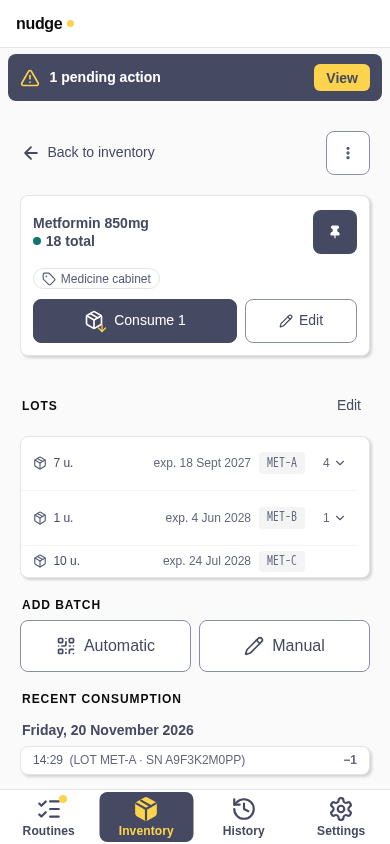 nudge
1 pending action
View
Back to inventory
Metformin 850mg
18 total
Medicine cabinet
Consume 1
Edit
LOTS
Edit
7 u. exp. 18 Sept 2027 MET-A 4
1 u. exp. 4 Jun 2028 MET-B 1
10 u. exp. 24 Jul 2028 MET-C
ADD BATCH
Automatic
Manual
RECENT CONSUMPTION
Friday, 20 November 2026
14:29 (LOT MET-A · SN A9F3K2M0PP) −1
Routines
Inventory
History
Settings